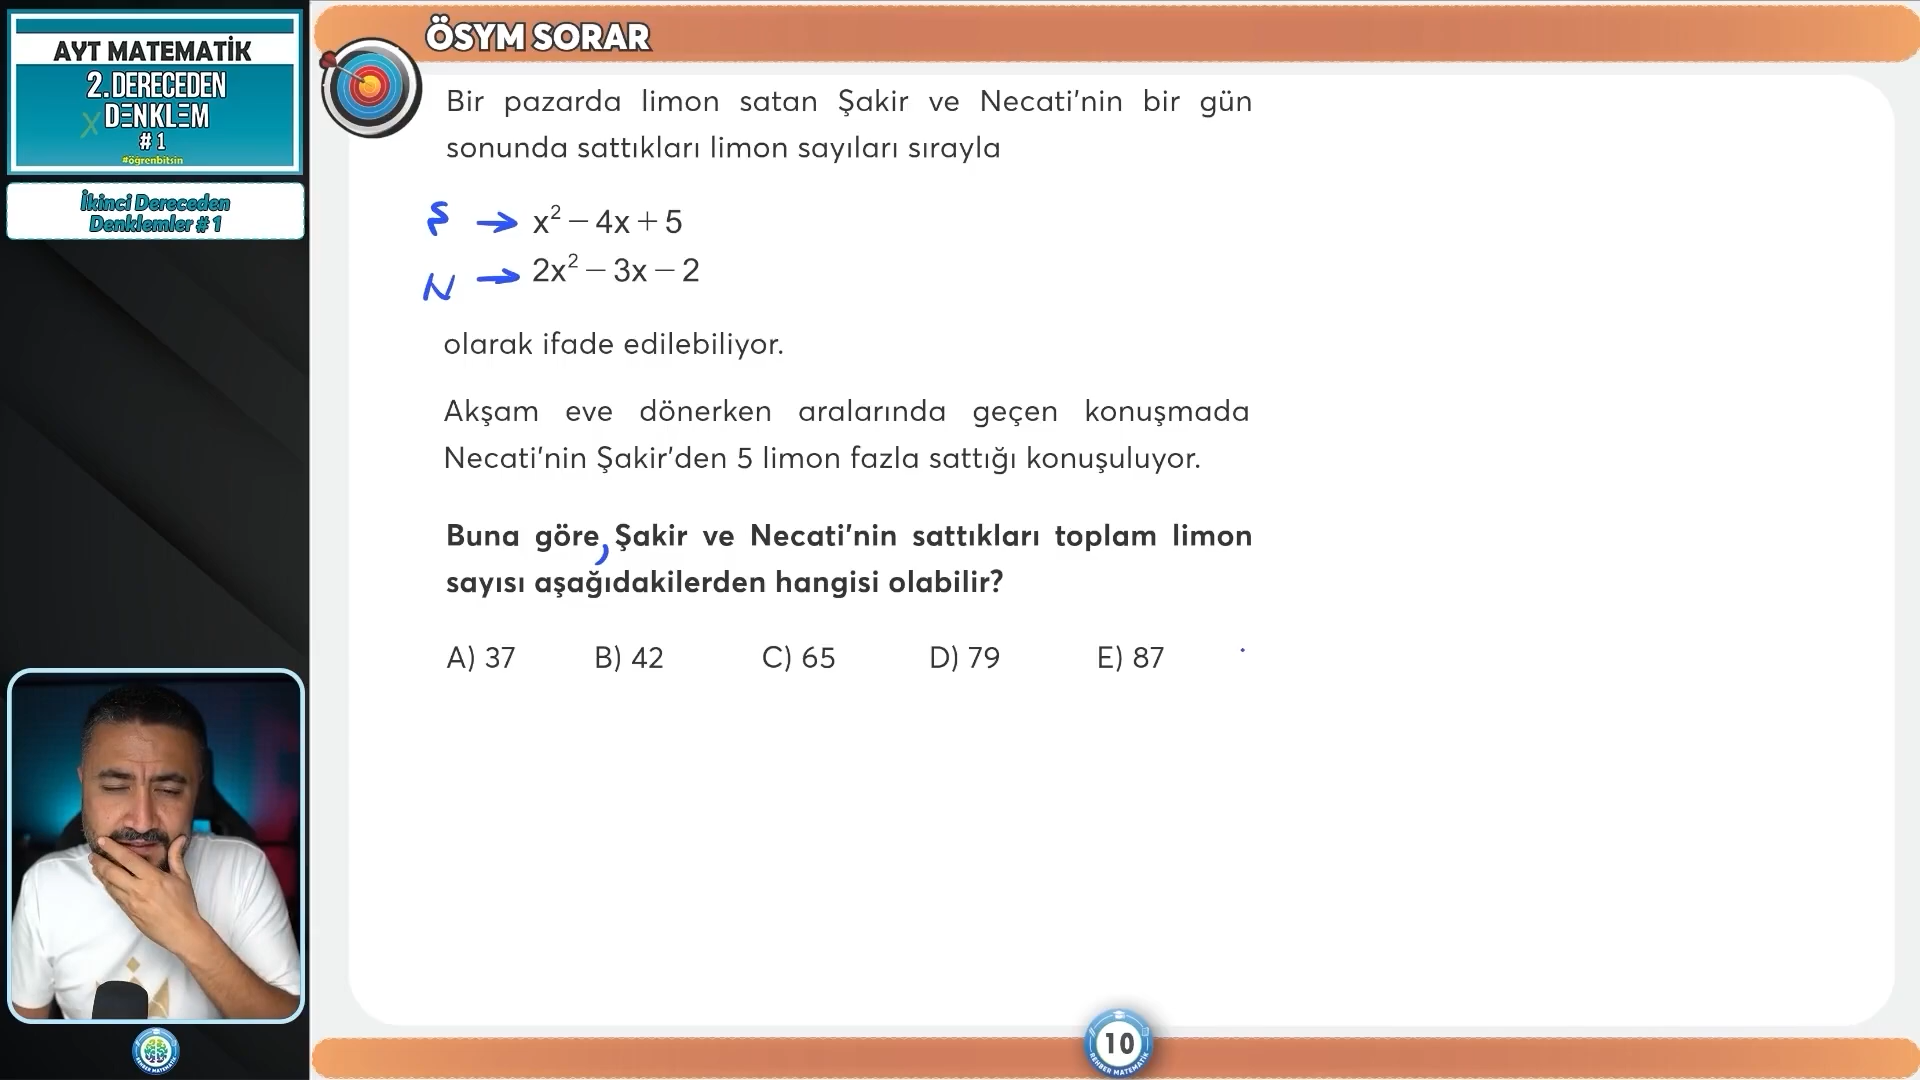 AYT MATEMATİK
2.DERECEDEN
DENKLEM
# 1
#öğrenbitsin
İkinci Dereceden
Denklemler #1
ÖSYM SORAR
Bir pazarda limon satan Şakir ve Necati'nin bir gün
sonunda sattıkları limon sayıları sırayla
Ş → x² – 4x + 5
N → 2x² – 3x – 2
olarak ifade edilebiliyor.
Akşam eve dönerken aralarında geçen konuşmada
Necati'nin Şakir'den 5 limon fazla sattığı konuşuluyor.
Buna göre, Şakir ve Necati'nin sattıkları toplam limon
sayısı aşağıdakilerden hangisi olabilir?
A) 37 B) 42 C) 65 D) 79 E) 87
10
REHBER MATEMATİK